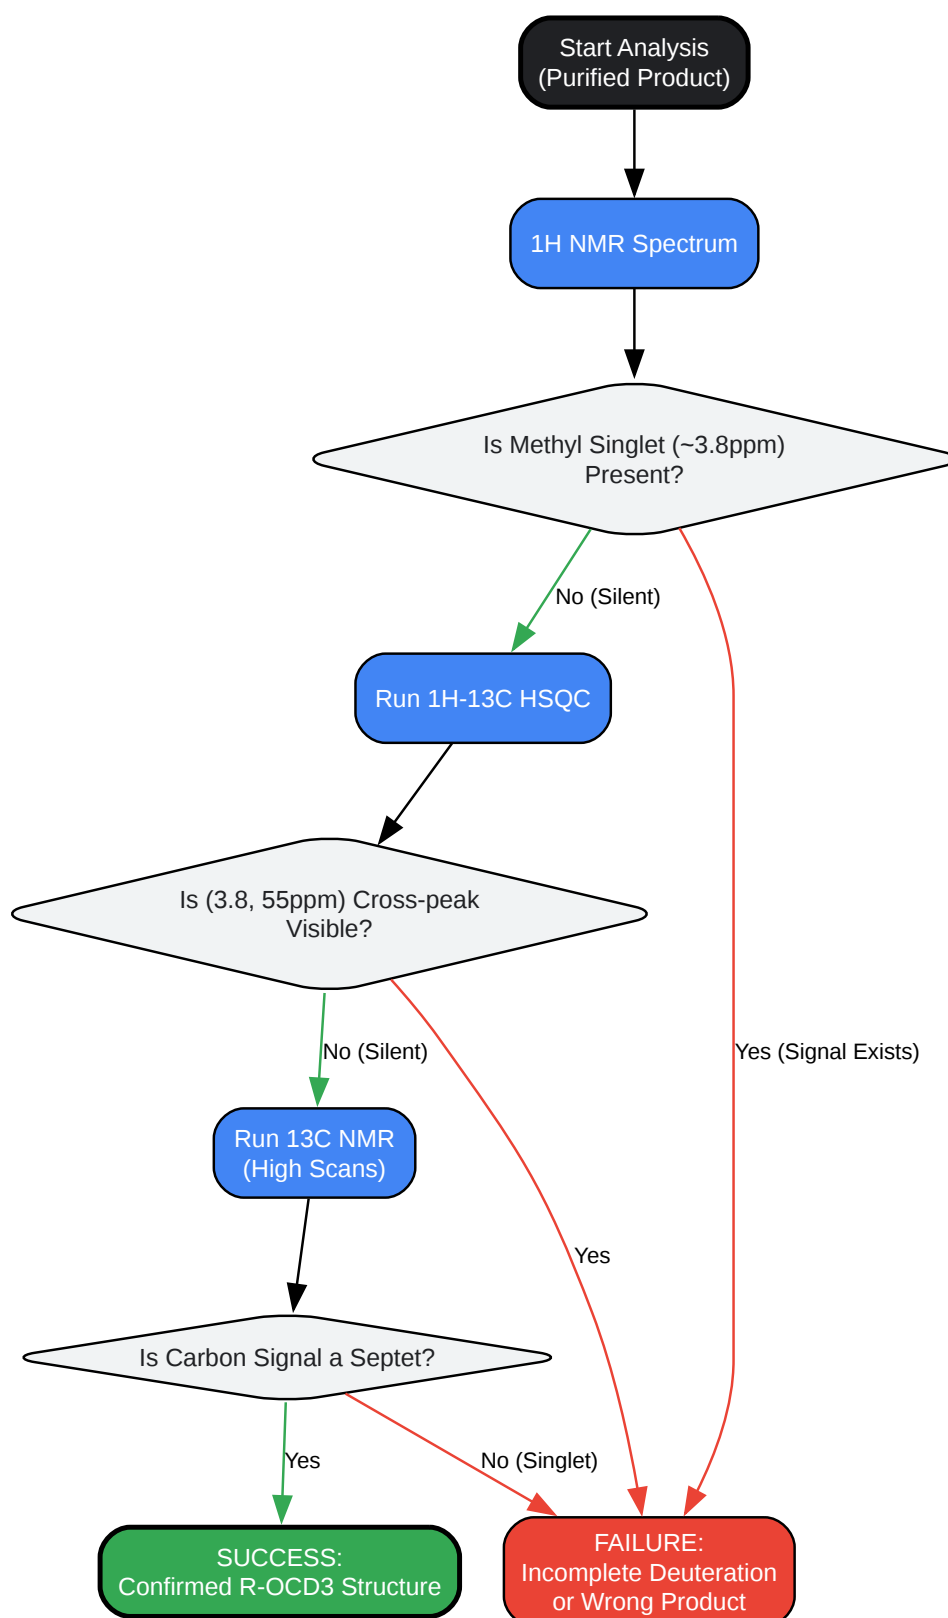 Start Analysis
(Purified Product)
1H NMR Spectrum
Is Methyl Singlet (~3.8ppm)
Present?
No (Silent)
Run 1H-13C HSQC
Is (3.8, 55ppm) Cross-peak
Visible?
No (Silent)
Yes (Signal Exists)
Run 13C NMR
(High Scans)
Yes
Is Carbon Signal a Septet?
Yes
No (Singlet)
SUCCESS:
Confirmed R-OCD3 Structure
FAILURE:
Incomplete Deuteration
or Wrong Product